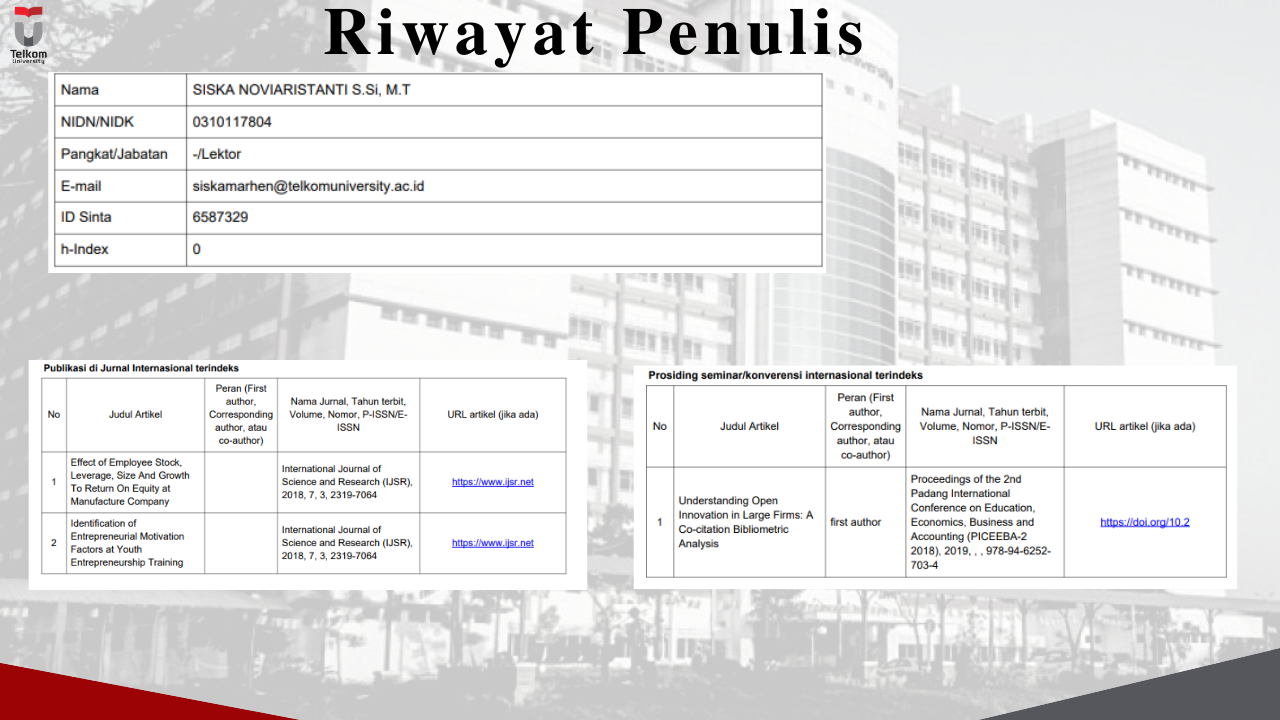 Telkom
University
Riwayat Penulis
Nama SISKA NOVIARISTANTI S.Si, M.T
NIDN/NIDK 0310117804
Pangkat/Jabatan -/Lektor
E-mail siskamarhen@telkomuniversity.ac.id
ID Sinta 6587329
h-Index 0
Publikasi di Jurnal Internasional terindeks
No
Judul Artikel
Peran (First
author,
Corresponding
author, atau
co-author)
Nama Jurnal, Tahun terbit,
Volume, Nomor, P-ISSN/E-
ISSN
URL artikel (jika ada)
1
Effect of Employee Stock,
Leverage, Size And Growth
To Return On Equity at
Manufacture Company
International Journal of
Science and Research (IJSR),
2018, 7, 3, 2319-7064
https://www.ijsr.net
2
Identification of
Entrepreneurial Motivation
Factors at Youth
Entrepreneurship Training
International Journal of
Science and Research (IJSR),
2018, 7, 3, 2319-7064
https://www.ijsr.net
Prosiding seminar/konverensi internasional terindeks
No
Judul Artikel
Peran (First
author,
Corresponding
author, atau
co-author)
Nama Jurnal, Tahun terbit,
Volume, Nomor, P-ISSN/E-
ISSN
URL artikel (jika ada)
1
Understanding Open
Innovation in Large Firms: A
Co-citation Bibliometric
Analysis
first author
Proceedings of the 2nd
Padang International
Conference on Education,
Economics, Business and
Accounting (PICEEBA-2
2018), 2019, , , 978-94-6252-
703-4
https://doi.org/10.2